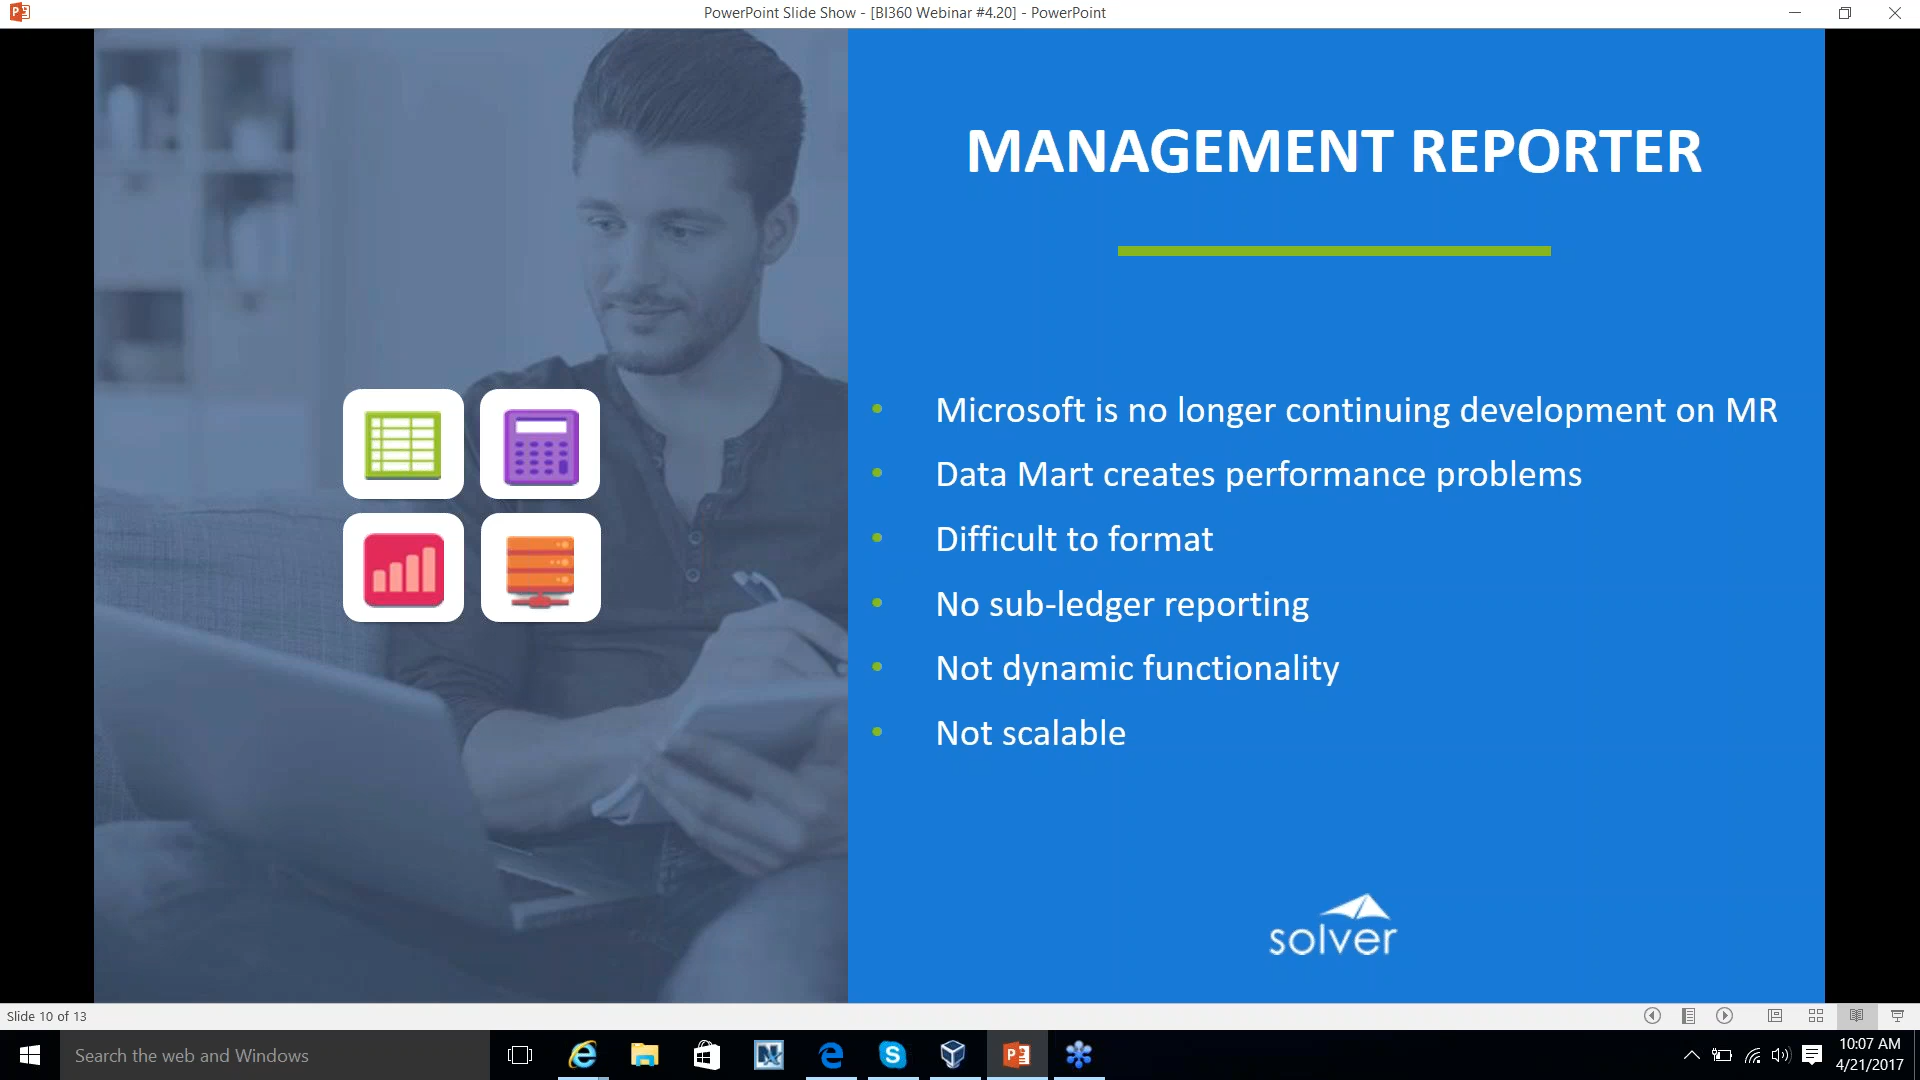 PowerPoint Slide Show - [BI360 Webinar #4.20] - PowerPoint
MANAGEMENT REPORTER
• Microsoft is no longer continuing development on MR
• Data Mart creates performance problems
• Difficult to format
• No sub-ledger reporting
• Not dynamic functionality
• Not scalable
solver
Slide 10 of 13
Search the web and Windows
10:07 AM
4/21/2017